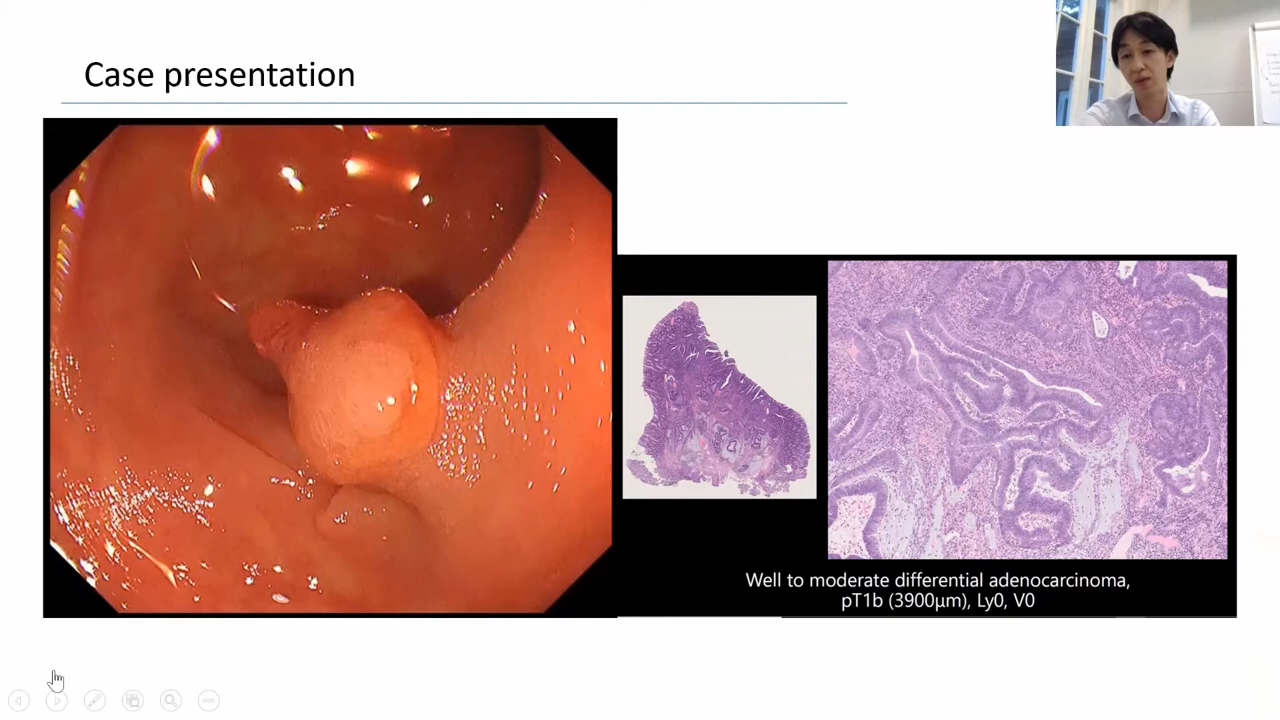 Case presentation
Well to moderate differential adenocarcinoma,
pT1b (3900μm), Ly0, V0